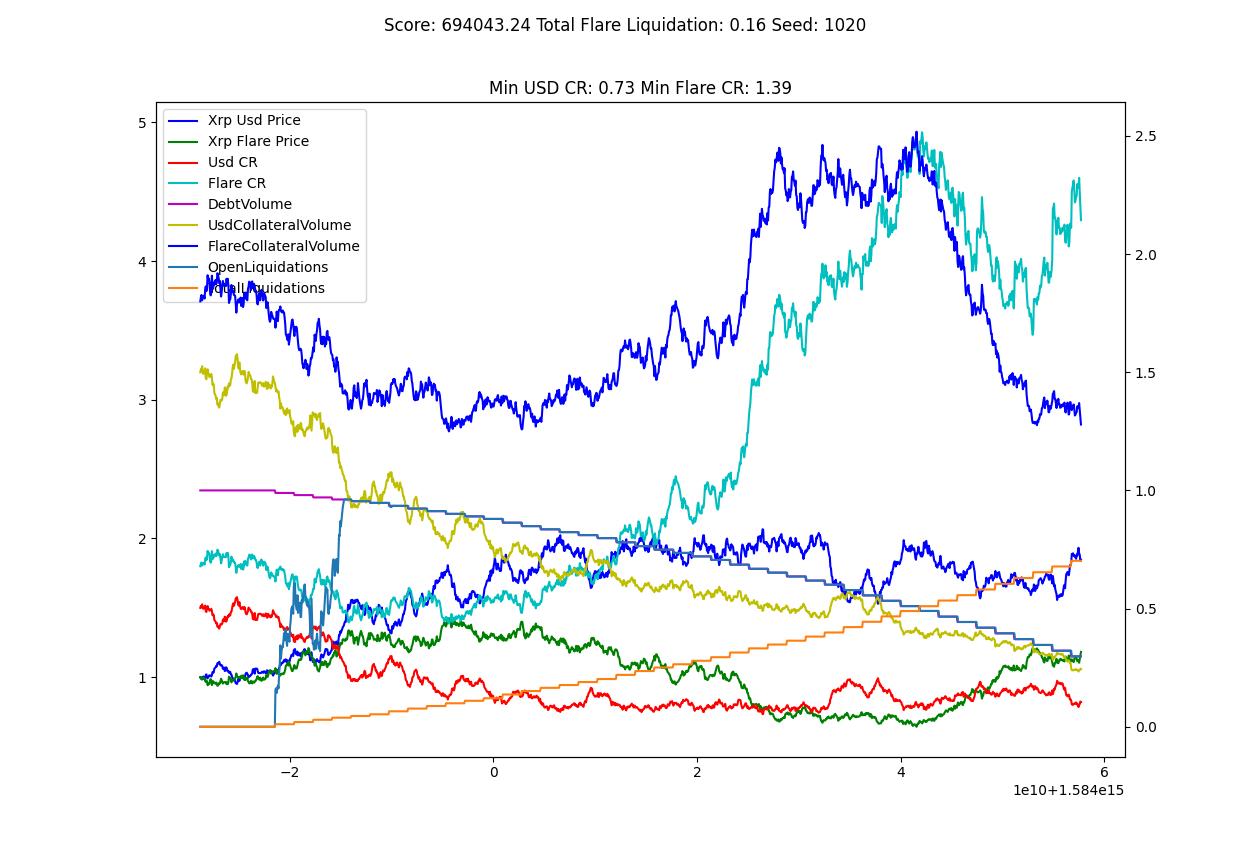 Score: 694043.24 Total Flare Liquidation: 0.16 Seed: 1020
Min USD CR: 0.73 Min Flare CR: 1.39
Xrp Usd Price
Xrp Flare Price
Usd CR
Flare CR
DebtVolume
UsdCollateralVolume
FlareCollateralVolume
OpenLiquidations
TotalLiquidations
5
4
3
2
1
2.5
2.0
1.5
1.0
0.5
0.0
−2
0
2
4
6
1e10+1.584e15